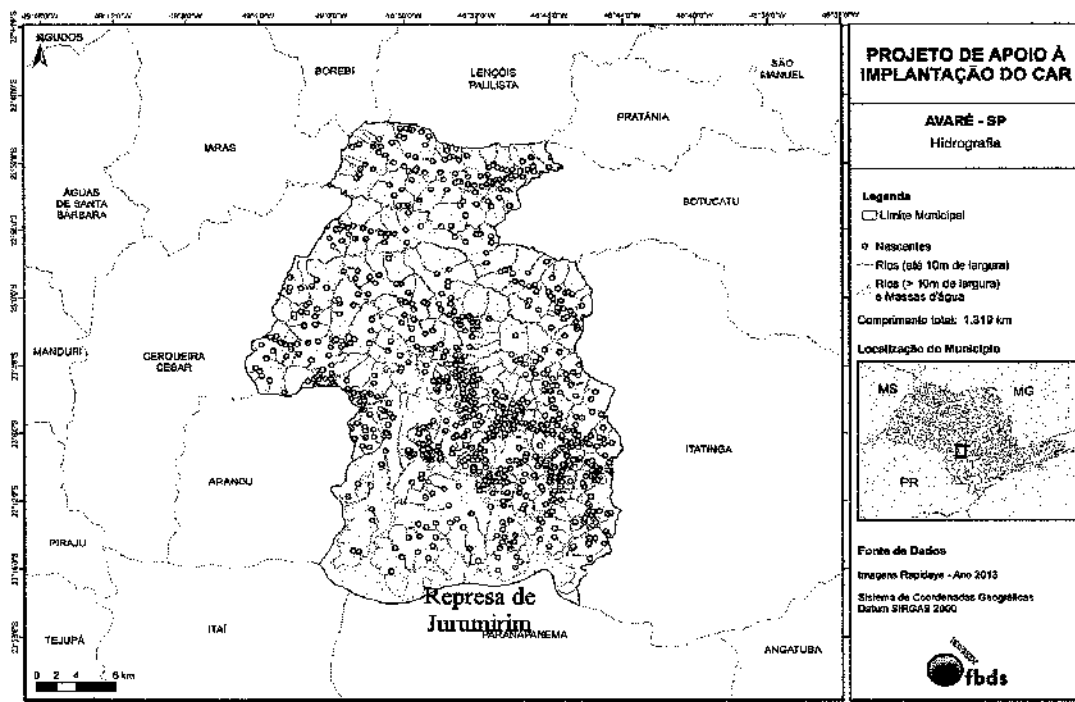 AGUDOS
BOREBÍ
LENÇÓIS
PAULISTA
SÃO
MANUEL
PRATÂNIA
IARAS
ÁGUAS
DE SANTA
BÁRBARA
BOTUCATU
MANDURI
CERQUEIRA
CESAR
ITATINGA
ARANDU
PIRAJU
Represa de
Jurumirim
TEJUPÁ
ITAÍ
PARANAPANEMA
ANGATUBA
0 2 4 8 km
PROJETO DE APOIO À
IMPLANTAÇÃO DO CAR
AVARÉ - SP
Hidrografia
Legenda
Limite Municipal
Nascentes
Rios (até 10m de largura)
Rios (> 10m de largura)
e Massas d'água
Comprimento total: 1.319 km
Localização do Município
MS
MG
PR
Fonte de Dados
Imagens Rapideye - Ano 2013
Sistema de Coordenadas Geográficas
Datum SIRGAS 2000
fbds